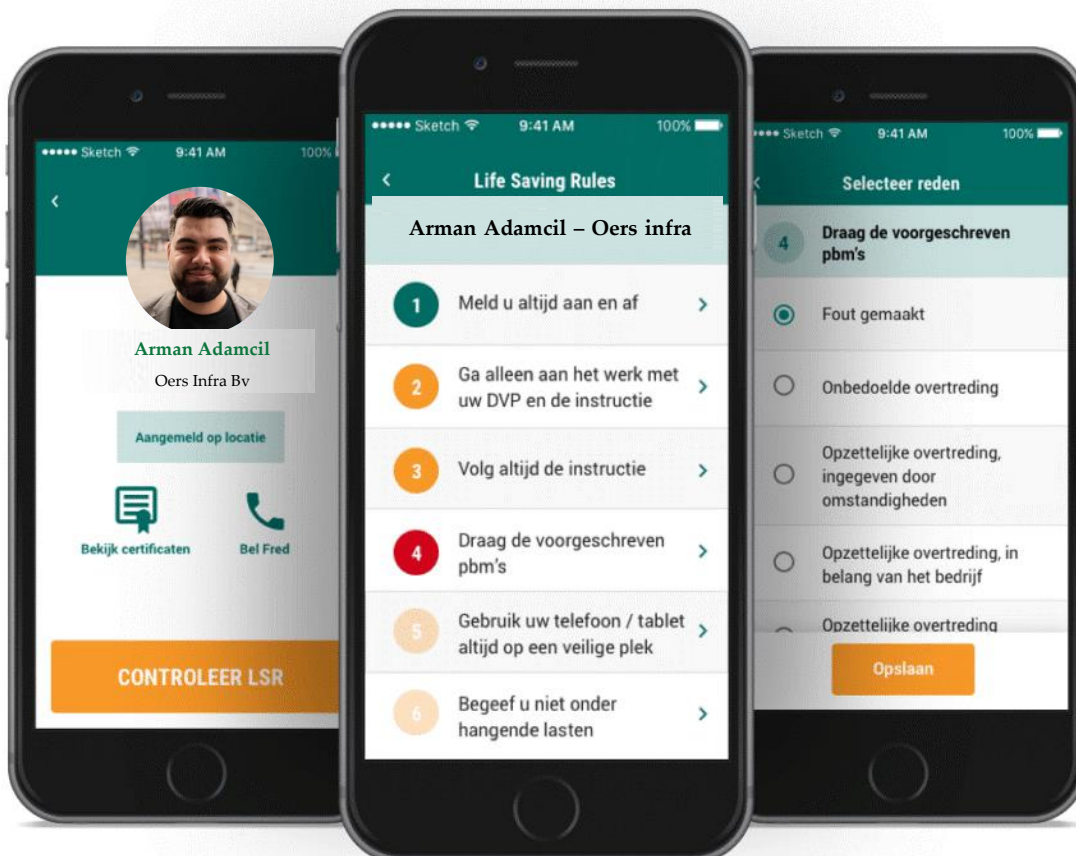 ●●●●● Sketch 9:41 AM 100%
Arman Adamcil
Oers Infra Bv
Aangemeld op locatie
Bekijk certificaten
Bel Fred
CONTROLEER LSR
●●●●● Sketch 9:41 AM 100%
Life Saving Rules
Arman Adamcil – Oers infra
1 Meld u altijd aan en af
2 Ga alleen aan het werk met
uw DVP en de instructie
3 Volg altijd de instructie
4 Draag de voorgeschreven
pbm's
5 Gebruik uw telefoon / tablet
altijd op een veilige plek
6 Begeef u niet onder
hangende lasten
●●●● Sketch 9:41 AM 100%
Selecteer reden
4 Draag de voorgeschreven
pbm's
Fout gemaakt
Onbedoelde overtreding
Opzettelijke overtreding,
ingegeven door
omstandigheden
Opzettelijke overtreding, in
belang van het bedrijf
Opzettelijke overtreding
Opslaan